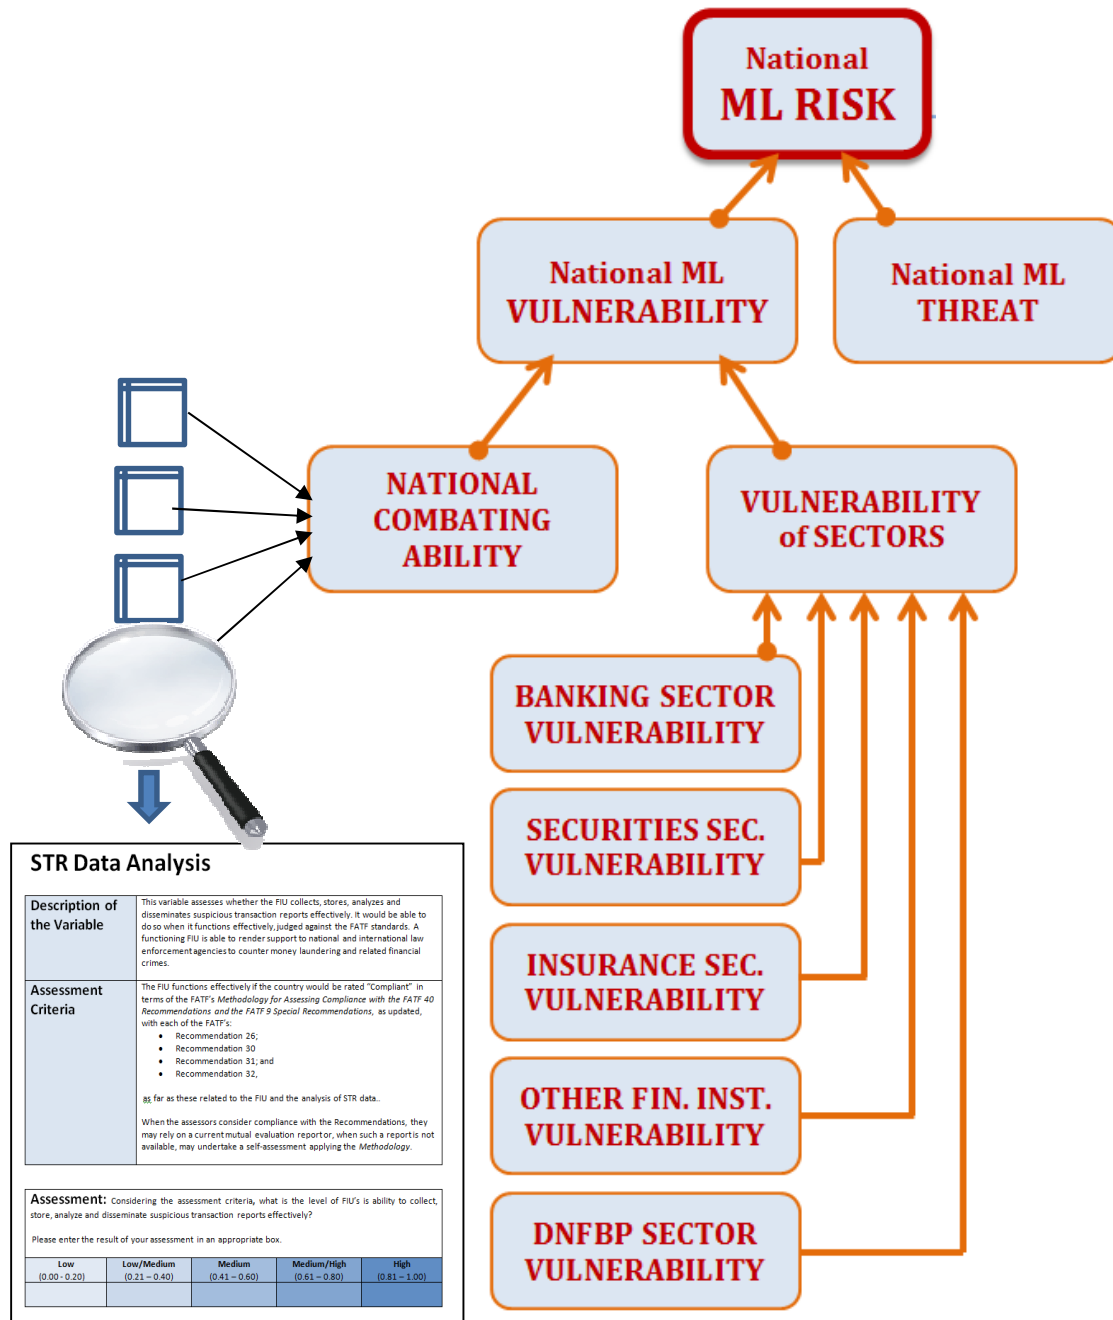 National
ML RISK
National ML
VULNERABILITY
National ML
THREAT
NATIONAL
COMBATING
ABILITY
VULNERABILITY
of SECTORS
BANKING SECTOR
VULNERABILITY
SECURITIES SEC.
VULNERABILITY
INSURANCE SEC.
VULNERABILITY
OTHER FIN. INST.
VULNERABILITY
DNFBP SECTOR
VULNERABILITY
STR Data Analysis
Description of
the Variable
This variable assesses whether the FIU collects, stores, analyzes and
disseminates suspicious transaction reports effectively. It would be able to
do so when it functions effectively, judged against the FATF standards. A
functioning FIU is able to render support to national and international law
enforcement agencies to counter money laundering and related financial
crimes.
Assessment
Criteria
The FIU functions effectively if the country would be rated “Compliant” in
terms of the FATF’s Methodology for Assessing Compliance with the FATF 40
Recommendations and the FATF 9 Special Recommendations, as updated,
with each of the FATF’s:
• Recommendation 26;
• Recommendation 30
• Recommendation 31; and
• Recommendation 32,
as far as these related to the FIU and the analysis of STR data..
When the assessors consider compliance with the Recommendations, they
may rely on a current mutual evaluation report or, when such a report is not
available, may undertake a self-assessment applying the Methodology.
Assessment: Considering the assessment criteria, what is the level of FIU’s is ability to collect,
store, analyze and disseminate suspicious transaction reports effectively?
Please enter the result of your assessment in an appropriate box.
Low Low/Medium Medium Medium/High High
(0.00 - 0.20) (0.21 – 0.40) (0.41 – 0.60) (0.61 – 0.80) (0.81 – 1.00)